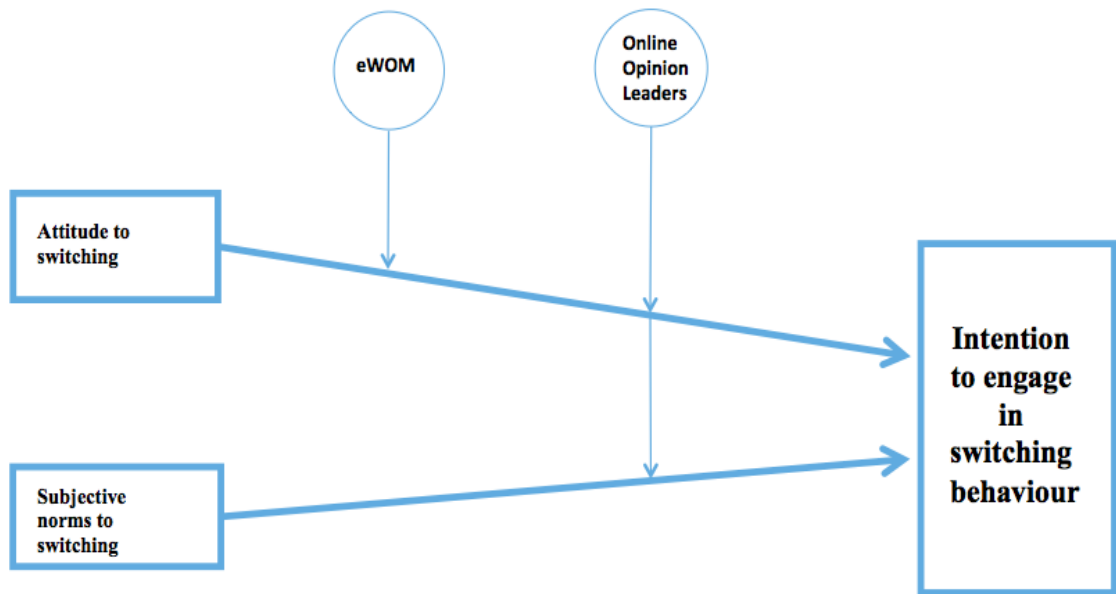 eWOM
Online
Opinion
Leaders
Attitude to
switching
Intention
to engage
in
switching
behaviour
Subjective
norms to
switching